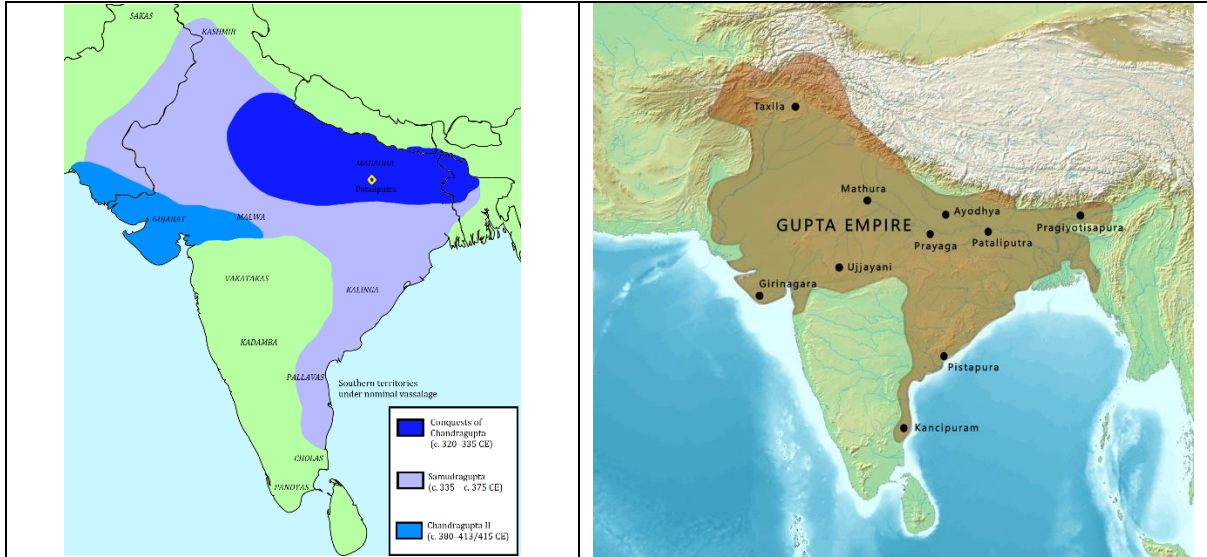 SAKAS
KASHMIR
MAGADHA
Pataliputra
GUJARAT
MALWA
VAKATAKAS
KALINGA
KADAMBA
PALLAVAS
Southern territories
under nominal vassalage
CHOLAS
PANDYAS
Conquests of
Chandragupta
(c. 320–335 CE)
Samudragupta
(c. 335 – c. 375 CE)
Chandragupta II
(c. 380–413/415 CE)
Taxila
Mathura
Ayodhya
GUPTA EMPIRE
Prayaga
Pataliputra
Pragiyotisapura
Ujjayani
Girinagara
Pistapura
Kancipuram